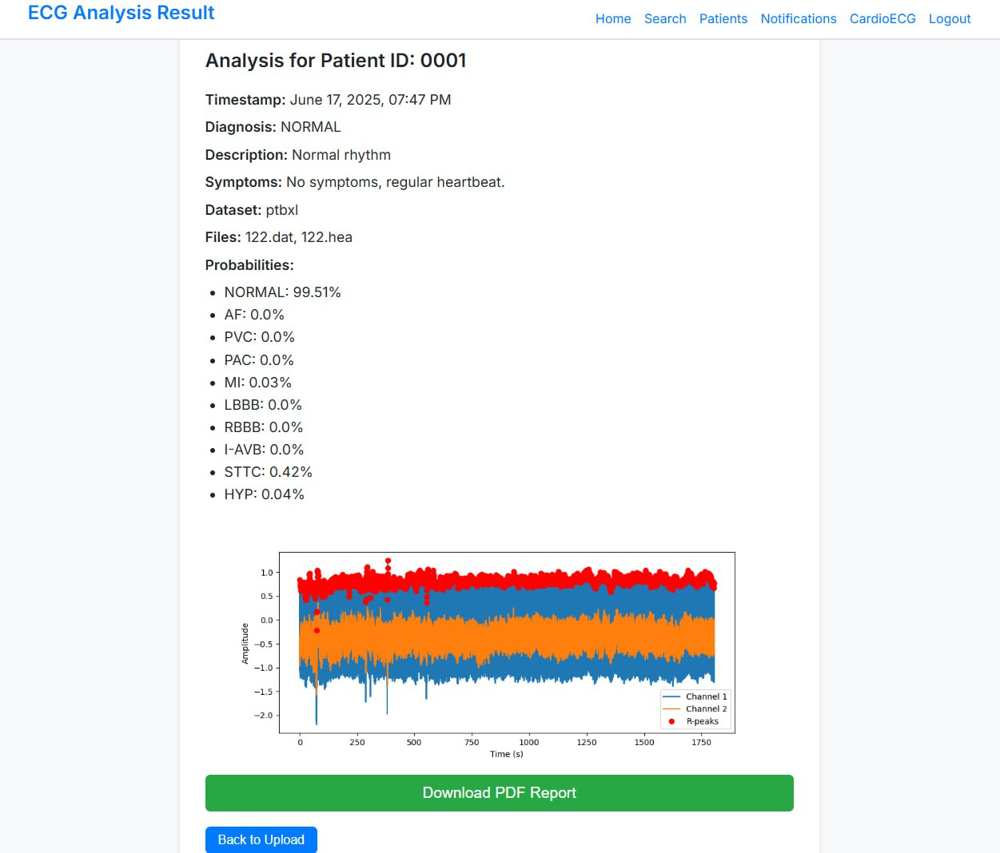 ECG Analysis Result
Home Search Patients Notifications CardioECG Logout
Analysis for Patient ID: 0001
Timestamp: June 17, 2025, 07:47 PM
Diagnosis: NORMAL
Description: Normal rhythm
Symptoms: No symptoms, regular heartbeat.
Dataset: ptbxl
Files: 122.dat, 122.hea
Probabilities:
• NORMAL: 99.51%
• AF: 0.0%
• PVC: 0.0%
• PAC: 0.0%
• MI: 0.03%
• LBBB: 0.0%
• RBBB: 0.0%
• I-AVB: 0.0%
• STTC: 0.42%
• HYP: 0.04%
1.0
0.5
0.0
−0.5
−1.0
−1.5
−2.0
Amplitude
Channel 1
Channel 2
R-peaks
0 250 500 750 1000 1250 1500 1750
Time (s)
Download PDF Report
Back to Upload